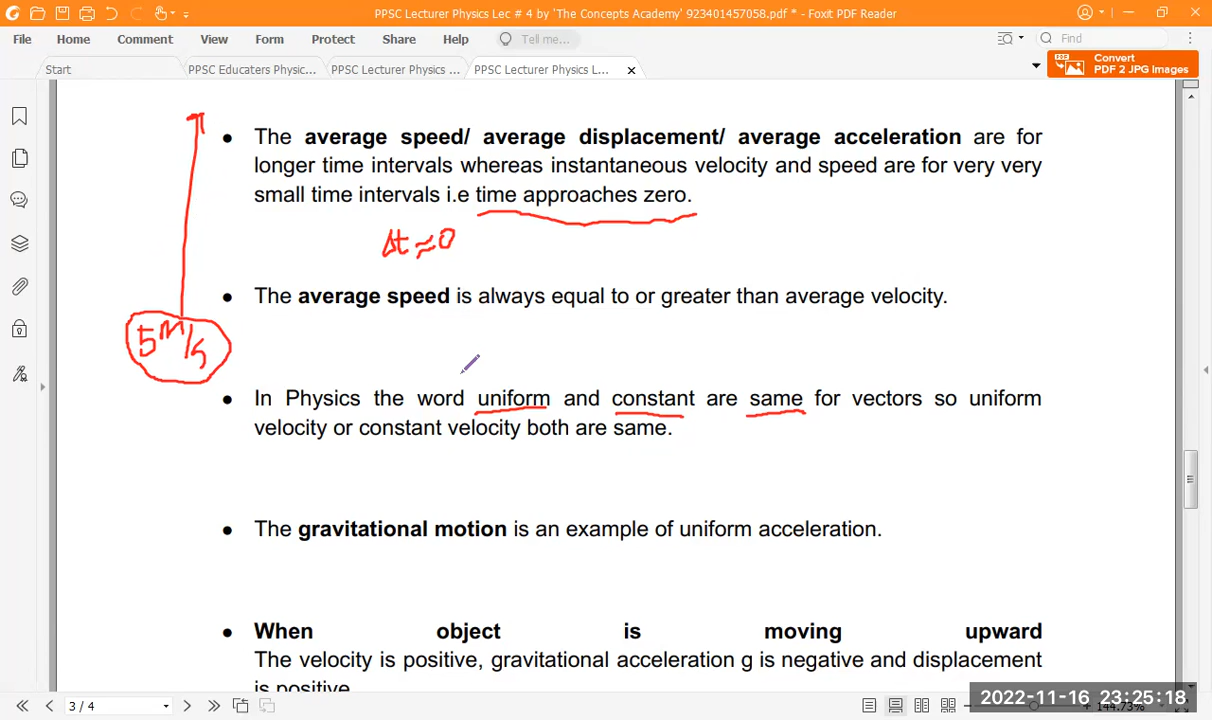 PPSC Lecturer Physics Lec # 4 by 'The Concepts Academy' 923401457058.pdf * - Foxit PDF Reader
File Home Comment View Form Protect Share Help Tell me... Find
Start PPSC Educaters Physic... PPSC Lecturer Physics ... PPSC Lecturer Physics L...
Convert
PDF 2 JPG Images
● The average speed/ average displacement/ average acceleration are for
longer time intervals whereas instantaneous velocity and speed are for very very
small time intervals i.e time approaches zero.
Δt ≈ 0
● The average speed is always equal to or greater than average velocity.
5 m/s
● In Physics the word uniform and constant are same for vectors so uniform
velocity or constant velocity both are same.
● The gravitational motion is an example of uniform acceleration.
● When object is moving upward
The velocity is positive, gravitational acceleration g is negative and displacement
is positive
3 / 4
2022-11-16 23:25:18
144.73%